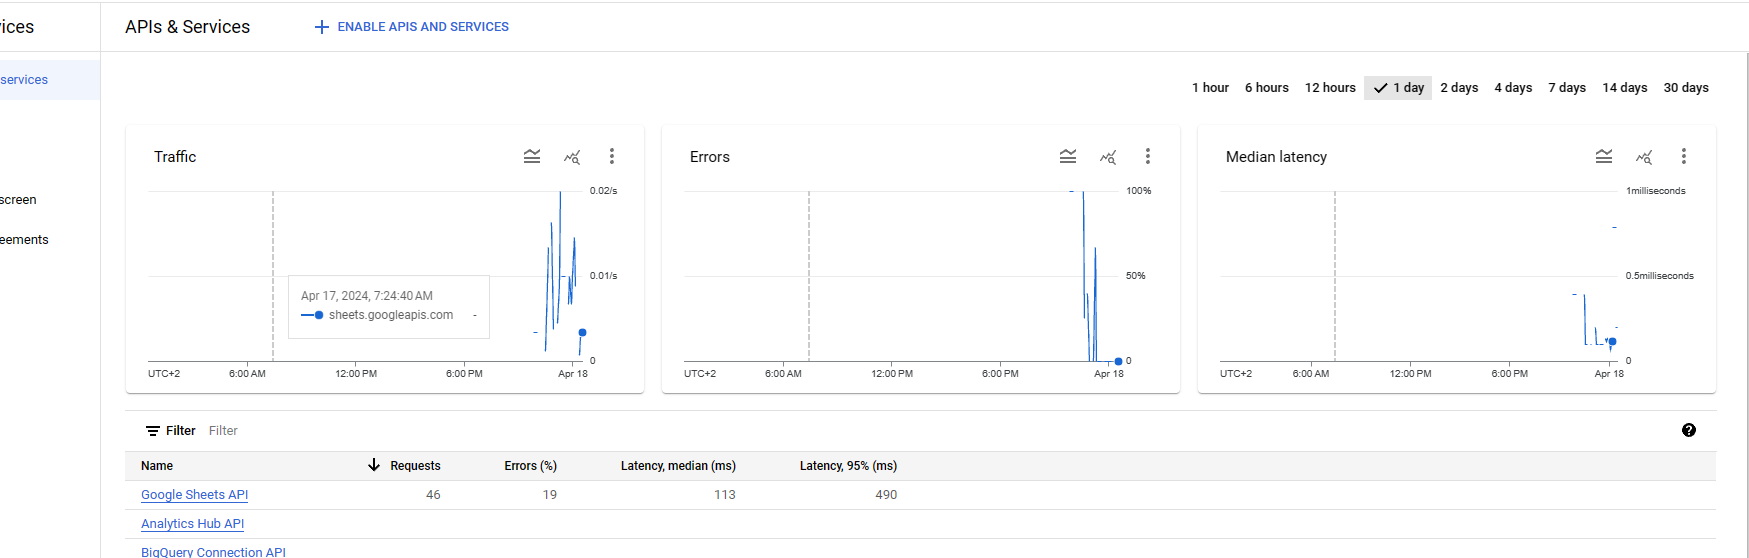 ices
APIs & Services
ENABLE APIS AND SERVICES
services
screen
eements
1 hour 6 hours 12 hours 1 day 2 days 4 days 7 days 14 days 30 days
Traffic
0.02/s
0.01/s
0
Apr 17, 2024, 7:24:40 AM
sheets.googleapis.com -
UTC+2 6:00 AM 12:00 PM 6:00 PM Apr 18
Errors
100%
50%
0
UTC+2 6:00 AM 12:00 PM 6:00 PM Apr 18
Median latency
1milliseconds
0.5milliseconds
0
UTC+2 6:00 AM 12:00 PM 6:00 PM Apr 18
Filter Filter
Name Requests Errors (%) Latency, median (ms) Latency, 95% (ms)
Google Sheets API 46 19 113 490
Analytics Hub API
BigQuery Connection API